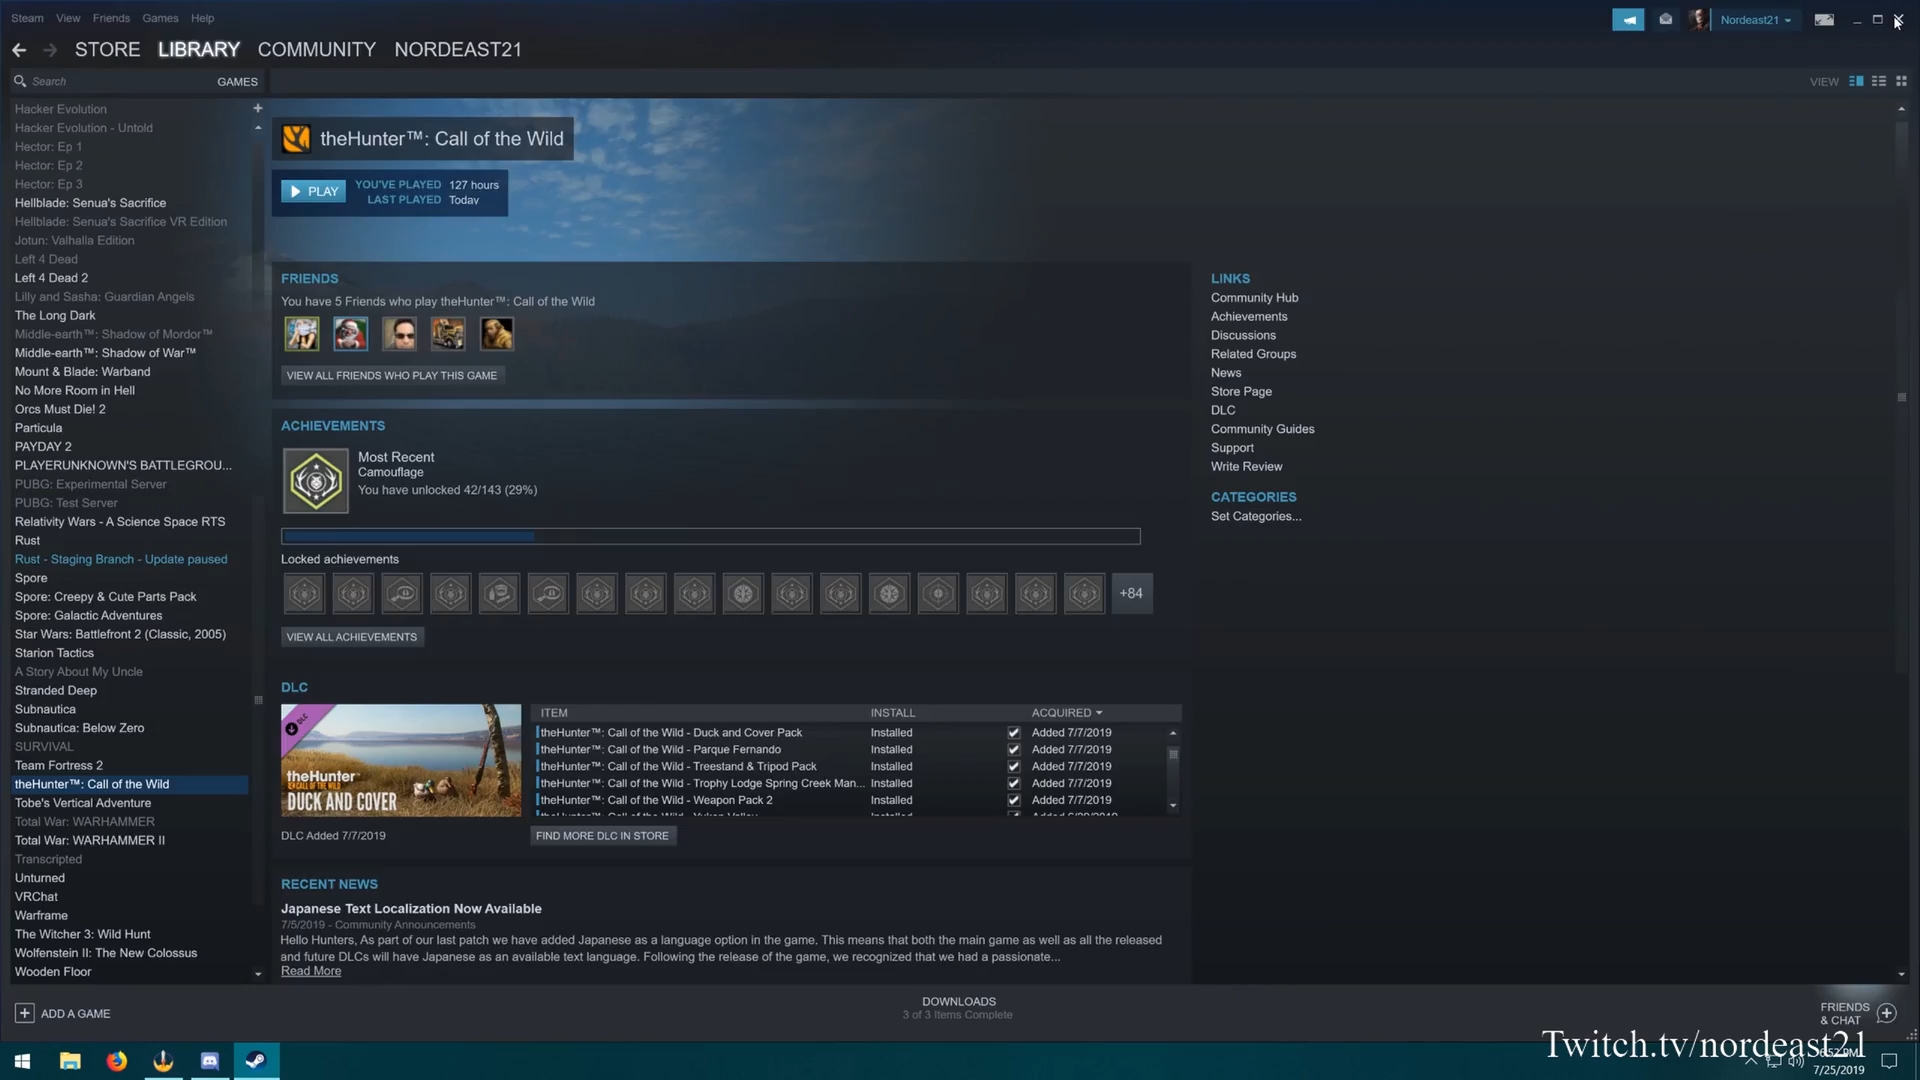 Steam View Friends Games Help
Nordeast21
STORE LIBRARY COMMUNITY NORDEAST21
Search GAMES
VIEW
Hacker Evolution
Hacker Evolution - Untold
Hector: Ep 1
Hector: Ep 2
Hector: Ep 3
Hellblade: Senua's Sacrifice
Hellblade: Senua's Sacrifice VR Edition
Jotun: Valhalla Edition
Left 4 Dead
Left 4 Dead 2
Lilly and Sasha: Guardian Angels
The Long Dark
Middle-earth™: Shadow of Mordor™
Middle-earth™: Shadow of War™
Mount & Blade: Warband
No More Room in Hell
Orcs Must Die! 2
Particula
PAYDAY 2
PLAYERUNKNOWN'S BATTLEGROU...
PUBG: Experimental Server
PUBG: Test Server
Relativity Wars - A Science Space RTS
Rust
Rust - Staging Branch - Update paused
Spore
Spore: Creepy & Cute Parts Pack
Spore: Galactic Adventures
Star Wars: Battlefront 2 (Classic, 2005)
Starion Tactics
A Story About My Uncle
Stranded Deep
Subnautica
Subnautica: Below Zero
SURVIVAL
Team Fortress 2
theHunter™: Call of the Wild
Tobe's Vertical Adventure
Total War: WARHAMMER
Total War: WARHAMMER II
Transcripted
Unturned
VRChat
Warframe
The Witcher 3: Wild Hunt
Wolfenstein II: The New Colossus
Wooden Floor
theHunter™: Call of the Wild
PLAY
YOU'VE PLAYED 127 hours
LAST PLAYED Today
FRIENDS
You have 5 Friends who play theHunter™: Call of the Wild
VIEW ALL FRIENDS WHO PLAY THIS GAME
ACHIEVEMENTS
Most Recent
Camouflage
You have unlocked 42/143 (29%)
Locked achievements
+84
VIEW ALL ACHIEVEMENTS
DLC
DLC
theHunter
CALL OF THE WILD
DUCK AND COVER
DLC Added 7/7/2019
ITEM INSTALL ACQUIRED
theHunter™: Call of the Wild - Duck and Cover Pack Installed Added 7/7/2019
theHunter™: Call of the Wild - Parque Fernando Installed Added 7/7/2019
theHunter™: Call of the Wild - Treestand & Tripod Pack Installed Added 7/7/2019
theHunter™: Call of the Wild - Trophy Lodge Spring Creek Man... Installed Added 7/7/2019
theHunter™: Call of the Wild - Weapon Pack 2 Installed Added 7/7/2019
theHunter™: Call of the Wild - Yukon Valley Installed Added
FIND MORE DLC IN STORE
RECENT NEWS
Japanese Text Localization Now Available
7/5/2019 - Community Announcements
Hello Hunters, As part of our last patch we have added Japanese as a language option in the game. This means that both the main game as well as all the released
and future DLCs will have Japanese as an available text language. Following the release of the game, we recognized that we had a passionate...
Read More
LINKS
Community Hub
Achievements
Discussions
Related Groups
News
Store Page
DLC
Community Guides
Support
Write Review
CATEGORIES
Set Categories...
ADD A GAME
DOWNLOADS
3 of 3 Items Complete
FRIENDS
& CHAT
Twitch.tv/nordeast21
7/25/2019